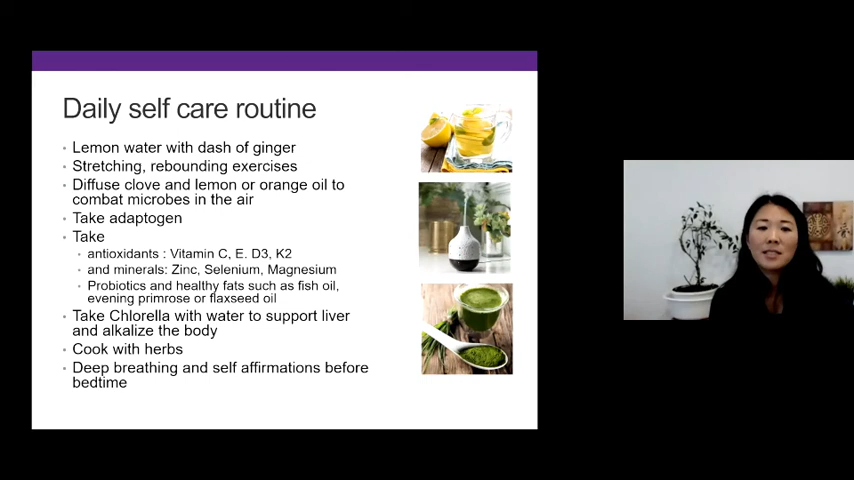 Daily self care routine
Lemon water with dash of ginger
Stretching, rebounding exercises
Diffuse clove and lemon or orange oil to
combat microbes in the air
Take adaptogen
Take
antioxidants : Vitamin C, E. D3, K2
and minerals: Zinc, Selenium, Magnesium
Probiotics and healthy fats such as fish oil,
evening primrose or flaxseed oil
Take Chlorella with water to support liver
and alkalize the body
Cook with herbs
Deep breathing and self affirmations before
bedtime